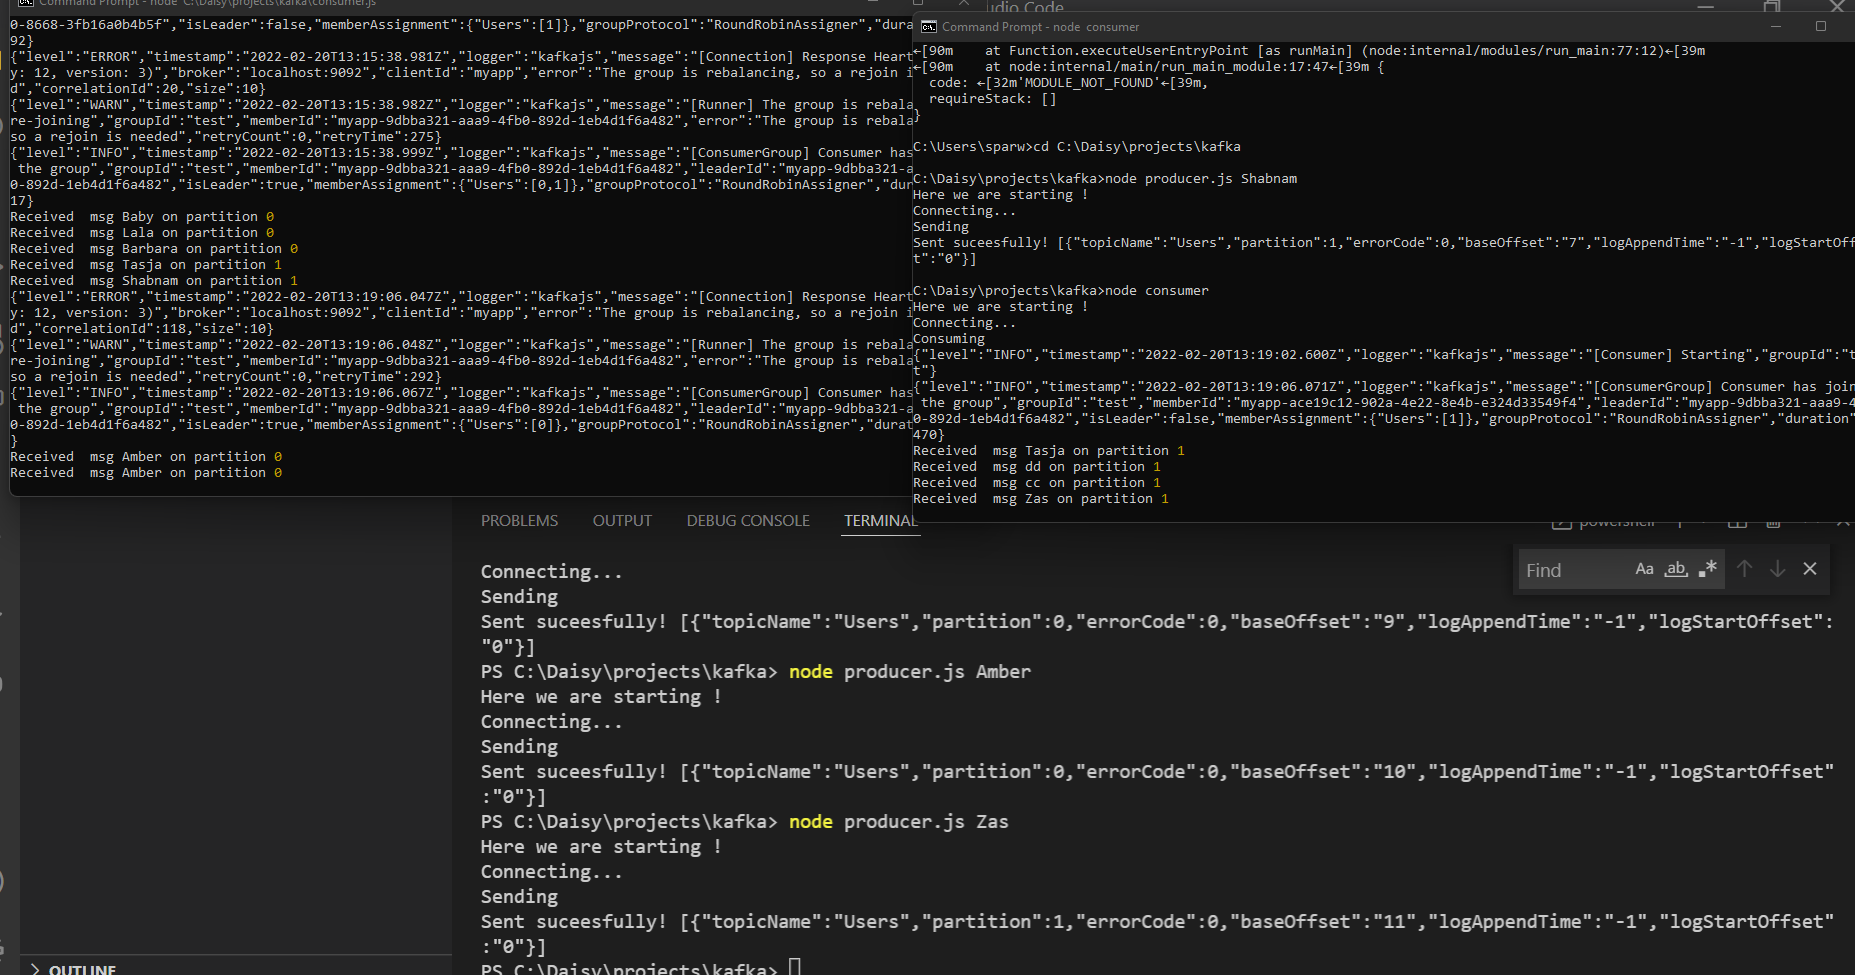 Command Prompt - node C:\Daisy\projects\kafka\consumer.js
0-8668-3fb16a0b4b5f","isLeader":false,"memberAssignment":{"Users":[1]},"groupProtocol":"RoundRobinAssigner","dura
92}
{"level":"ERROR","timestamp":"2022-02-20T13:15:38.981Z","logger":"kafkajs","message":"[Connection] Response Heart
y: 12, version: 3)","broker":"localhost:9092","clientId":"myapp","error":"The group is rebalancing, so a rejoin i
d","correlationId":20,"size":10}
{"level":"WARN","timestamp":"2022-02-20T13:15:38.982Z","logger":"kafkajs","message":"[Runner] The group is rebala
re-joining","groupId":"test","memberId":"myapp-9dbba321-aaa9-4fb0-892d-1eb4d1f6a482","error":"The group is rebala
so a rejoin is needed","retryCount":0,"retryTime":275}
{"level":"INFO","timestamp":"2022-02-20T13:15:38.999Z","logger":"kafkajs","message":"[ConsumerGroup] Consumer has
the group","groupId":"test","memberId":"myapp-9dbba321-aaa9-4fb0-892d-1eb4d1f6a482","leaderId":"myapp-9dbba321-a
0-892d-1eb4d1f6a482","isLeader":true,"memberAssignment":{"Users":[0,1]},"groupProtocol":"RoundRobinAssigner","dur
17}
Received  msg Baby on partition 0
Received  msg Lala on partition 0
Received  msg Barbara on partition 0
Received  msg Tasja on partition 1
Received  msg Shabnam on partition 1
{"level":"ERROR","timestamp":"2022-02-20T13:19:06.047Z","logger":"kafkajs","message":"[Connection] Response Heart
y: 12, version: 3)","broker":"localhost:9092","clientId":"myapp","error":"The group is rebalancing, so a rejoin i
d","correlationId":118,"size":10}
{"level":"WARN","timestamp":"2022-02-20T13:19:06.048Z","logger":"kafkajs","message":"[Runner] The group is rebala
re-joining","groupId":"test","memberId":"myapp-9dbba321-aaa9-4fb0-892d-1eb4d1f6a482","error":"The group is rebala
so a rejoin is needed","retryCount":0,"retryTime":292}
{"level":"INFO","timestamp":"2022-02-20T13:19:06.067Z","logger":"kafkajs","message":"[ConsumerGroup] Consumer has
the group","groupId":"test","memberId":"myapp-9dbba321-aaa9-4fb0-892d-1eb4d1f6a482","leaderId":"myapp-9dbba321-a
0-892d-1eb4d1f6a482","isLeader":true,"memberAssignment":{"Users":[0]},"groupProtocol":"RoundRobinAssigner","durat
}
Received  msg Amber on partition 0
Received  msg Amber on partition 0
udio Code
Command Prompt - node  consumer
←[90m    at Function.executeUserEntryPoint [as runMain] (node:internal/modules/run_main:77:12)←[39m
←[90m    at node:internal/main/run_main_module:17:47←[39m {
code: ←[32m'MODULE_NOT_FOUND'←[39m,
requireStack: []
}
C:\Users\sparw>cd C:\Daisy\projects\kafka
C:\Daisy\projects\kafka>node producer.js Shabnam
Here we are starting !
Connecting...
Sending
Sent suceesfully! [{"topicName":"Users","partition":1,"errorCode":0,"baseOffset":"7","logAppendTime":"-1","logStartOff
t":"0"}]
C:\Daisy\projects\kafka>node consumer
Here we are starting !
Connecting...
Consuming
{"level":"INFO","timestamp":"2022-02-20T13:19:02.600Z","logger":"kafkajs","message":"[Consumer] Starting","groupId":"t
t"}
{"level":"INFO","timestamp":"2022-02-20T13:19:06.071Z","logger":"kafkajs","message":"[ConsumerGroup] Consumer has join
the group","groupId":"test","memberId":"myapp-ace19c12-902a-4e22-8e4b-e324d33549f4","leaderId":"myapp-9dbba321-aaa9-4
0-892d-1eb4d1f6a482","isLeader":false,"memberAssignment":{"Users":[1]},"groupProtocol":"RoundRobinAssigner","duration"
470}
Received  msg Tasja on partition 1
Received  msg dd on partition 1
Received  msg cc on partition 1
Received  msg Zas on partition 1
PROBLEMS OUTPUT DEBUG CONSOLE TERMINAL
powershell
Find Aa ab .*
Connecting...
Sending
Sent suceesfully! [{"topicName":"Users","partition":0,"errorCode":0,"baseOffset":"9","logAppendTime":"-1","logStartOffset":
"0"}]
PS C:\Daisy\projects\kafka> node producer.js Amber
Here we are starting !
Connecting...
Sending
Sent suceesfully! [{"topicName":"Users","partition":0,"errorCode":0,"baseOffset":"10","logAppendTime":"-1","logStartOffset"
:"0"}]
PS C:\Daisy\projects\kafka> node producer.js Zas
Here we are starting !
Connecting...
Sending
Sent suceesfully! [{"topicName":"Users","partition":1,"errorCode":0,"baseOffset":"11","logAppendTime":"-1","logStartOffset"
:"0"}]
PS C:\Daisy\projects\kafka>
OUTLINE